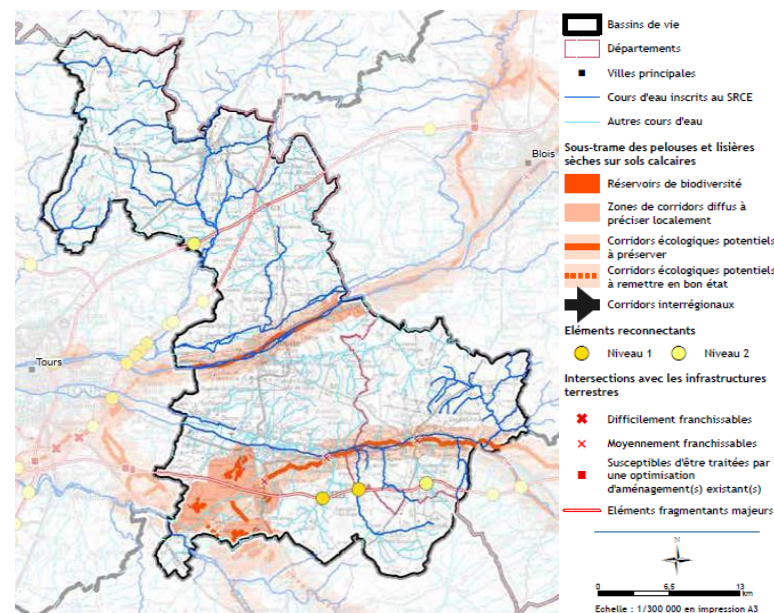 Tours
Blois
Bassins de vie
Départements
Villes principales
Cours d'eau inscrits au SRCE
Autres cours d'eau
Sous-trame des pelouses et lisières
sèches sur sols calcaires
Réservoirs de biodiversité
Zones de corridors diffus à
préciser localement
Corridors écologiques potentiels
à préserver
Corridors écologiques potentiels
à remettre en bon état
Corridors interrégionaux
Eléments reconnectants
Niveau 1
Niveau 2
Intersections avec les infrastructures
terrestres
Difficilement franchissables
Moyennement franchissables
Susceptibles d'être traitées par
une optimisation
d'aménagement(s) existant(s)
Eléments fragmentants majeurs
N
0 6,5 13
km
Echelle : 1/300 000 en impression A3